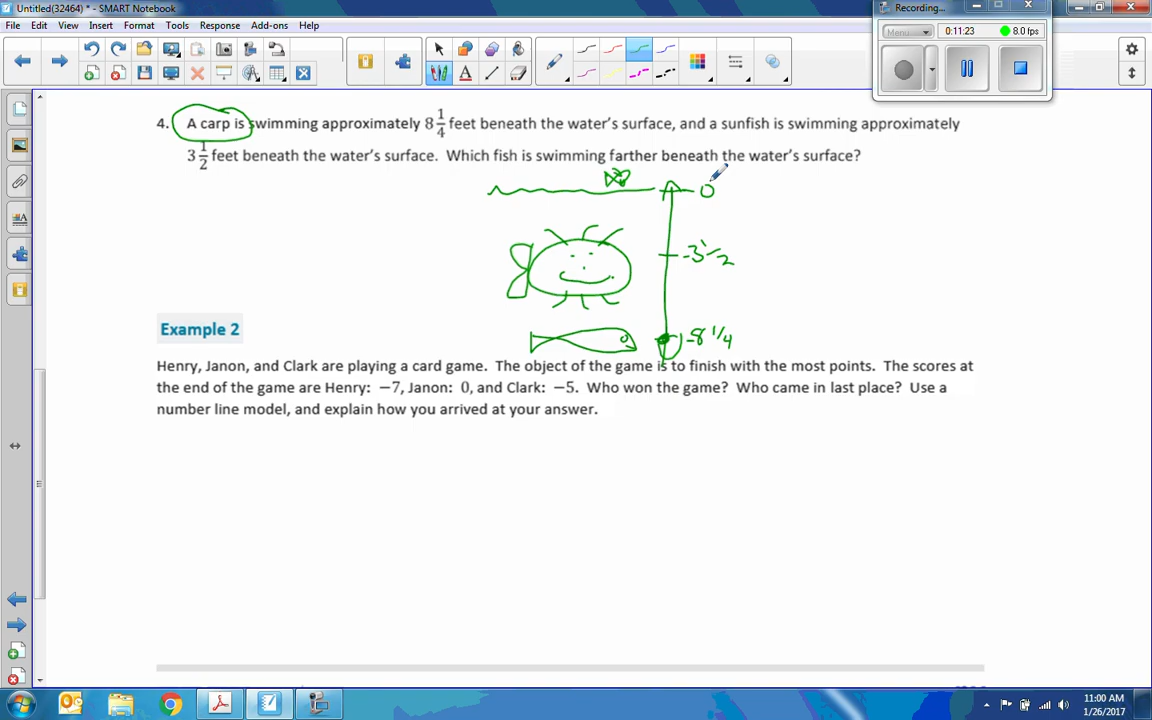 Untitled(32464) * - SMART Notebook
Recording...
File Edit View Insert Format Tools Response Add-ons Help
Menu 0:11:23 8.0 fps
4. A carp is swimming approximately 8 1/4 feet beneath the water's surface, and a sunfish is swimming approximately
3 1/2 feet beneath the water's surface. Which fish is swimming farther beneath the water's surface?
0
-3 1/2
-8 1/4
Example 2
Henry, Janon, and Clark are playing a card game. The object of the game is to finish with the most points. The scores at
the end of the game are Henry: −7, Janon: 0, and Clark: −5. Who won the game? Who came in last place? Use a
number line model, and explain how you arrived at your answer.
11:00 AM
1/26/2017